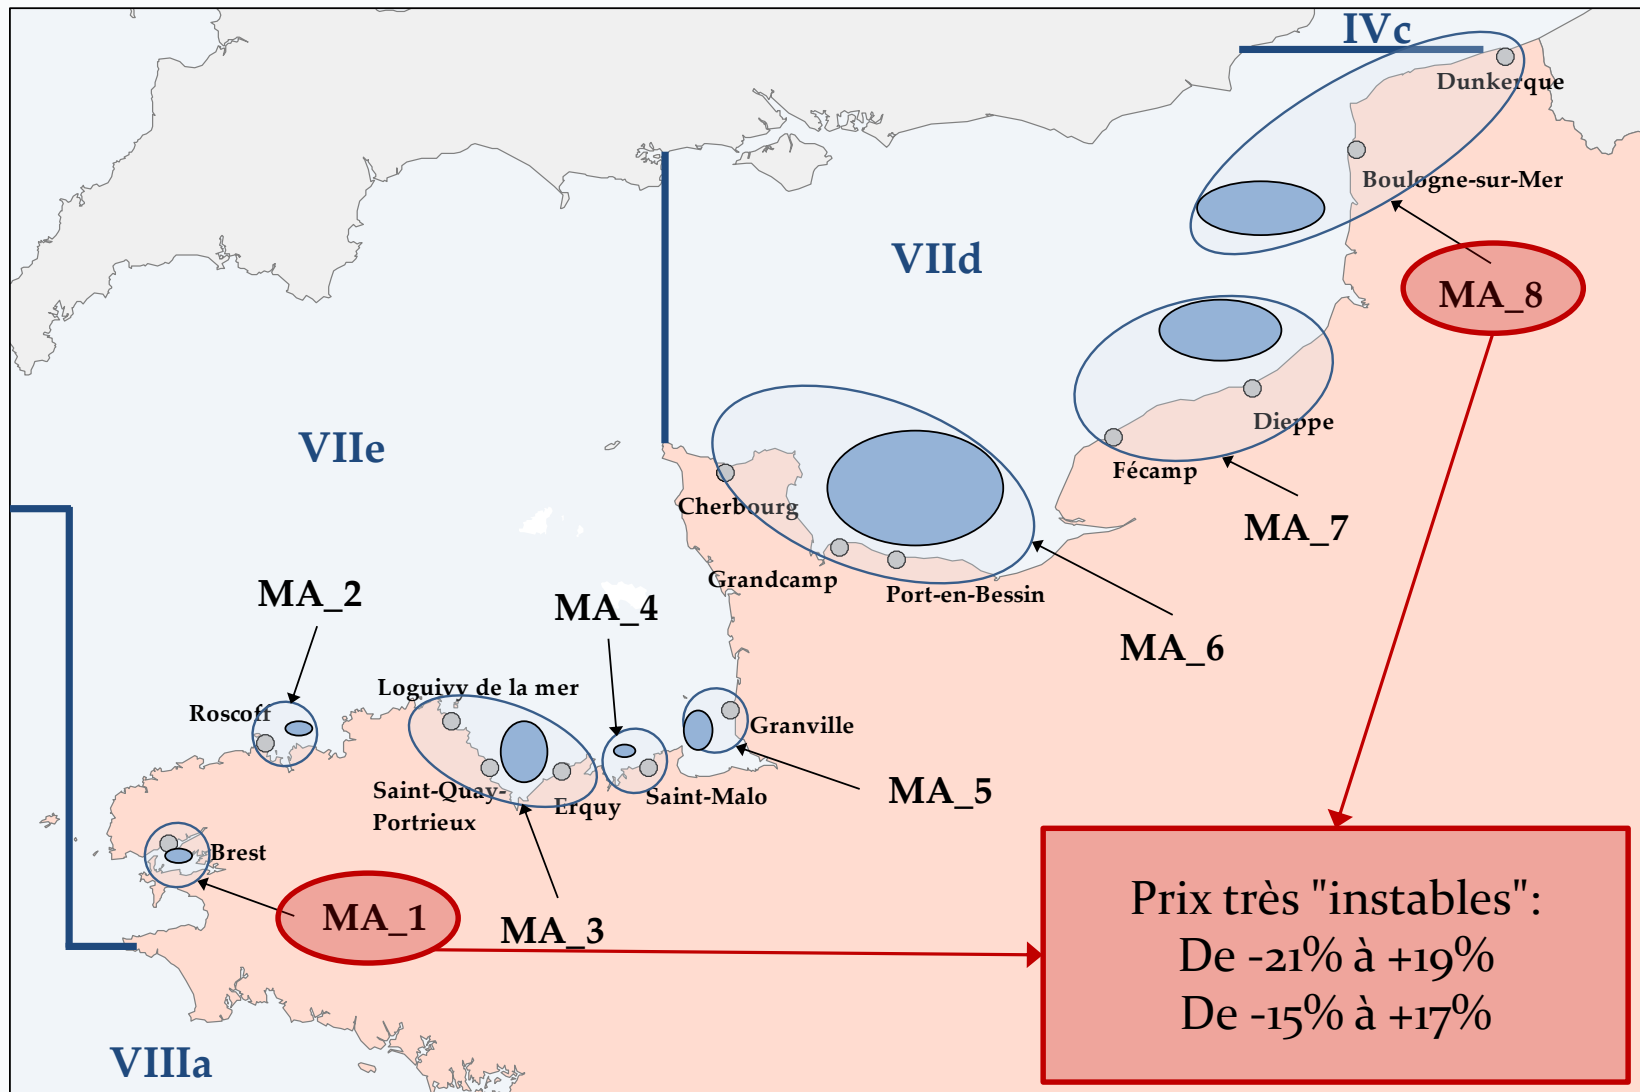 IVc
Dunkerque
Boulogne-sur-Mer
VIId
MA_8
VIIe
Dieppe
Fécamp
Cherbourg
MA_7
Grandcamp
Port-en-Bessin
MA_2
MA_4
MA_6
Loguivy de la mer
Roscoff
Granville
Saint-Quay-
Portrieux
Erquy
Saint-Malo
MA_5
Brest
MA_1
MA_3
Prix très "instables":
De -21% à +19%
De -15% à +17%
VIIIa